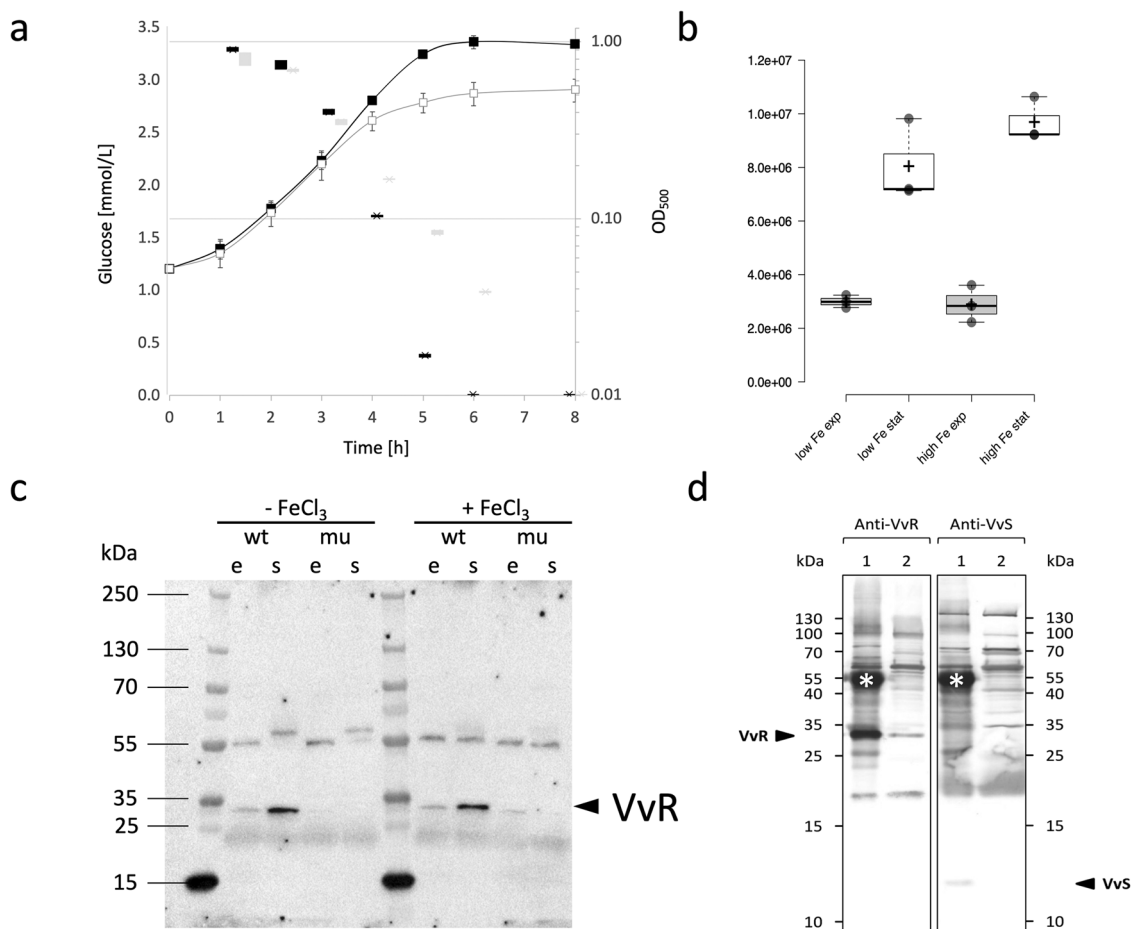 a
3.5
3.0
2.5
2.0
1.5
1.0
0.5
0.0
Glucose [mmol/L]
0 1 2 3 4 5 6 8
Time [h]
1.00
0.10
0.01
OD500
b
1.2e+07
1.0e+07
8.0e+06
6.0e+06
4.0e+06
2.0e+06
0.0e+00
low Fe exp
low Fe stat
high Fe exp
high Fe stat
c
- FeCl3 + FeCl3
wt mu wt mu
kDa
e s e s e s e s
250
130
70
55
35
25
15
VvR
d
Anti-VvR Anti-VvS
kDa 1 2 1 2 kDa
130 130
100 100
70 70
55 * * 55
40 40
35 35
VvR
25 25
15 15
VvS
10 10